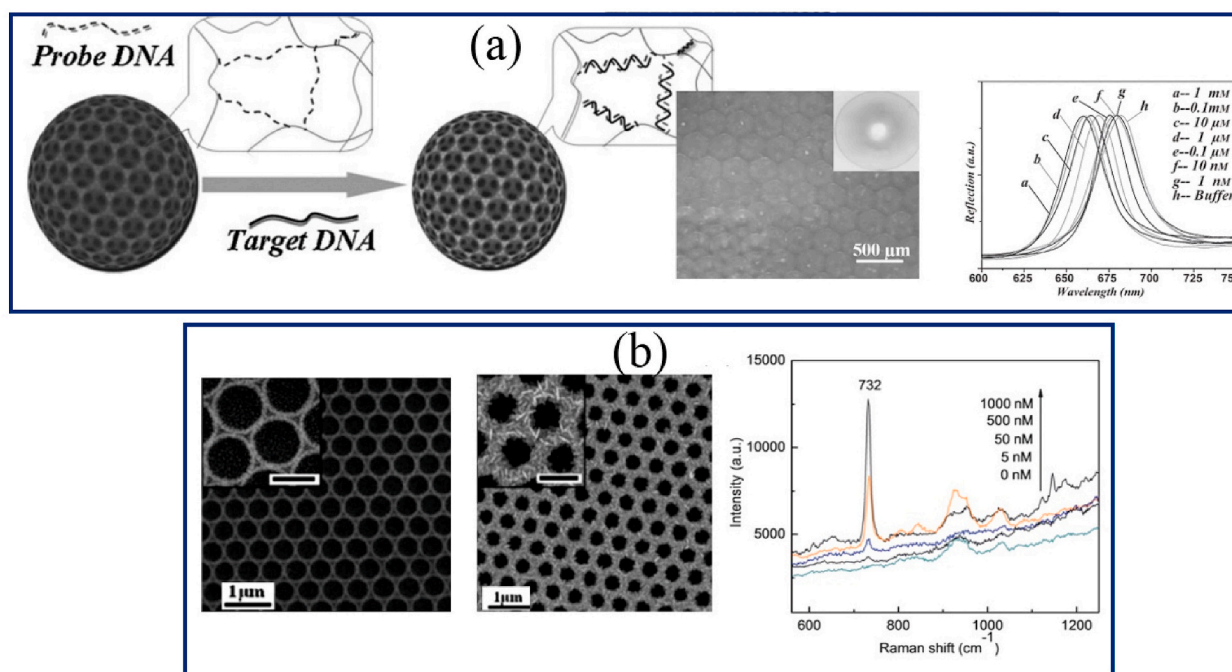 (a)
Probe DNA
Target DNA
500 μm
a-- 1 mM
b--0.1mM
c-- 10 μM
d-- 1 μM
e--0.1 μM
f-- 10 nM
g-- 1 nM
h-- Buffer
e
f
g
h
d
c
b
a
Reflection (a.u.)
600 625 650 675 700 725
Wavelength (nm)
(b)
1μm
1μm
15000
10000
5000
Intensity (a.u.)
732
1000 nM
500 nM
50 nM
5 nM
0 nM
600 800 1000 1200
Raman shift (cm-1)